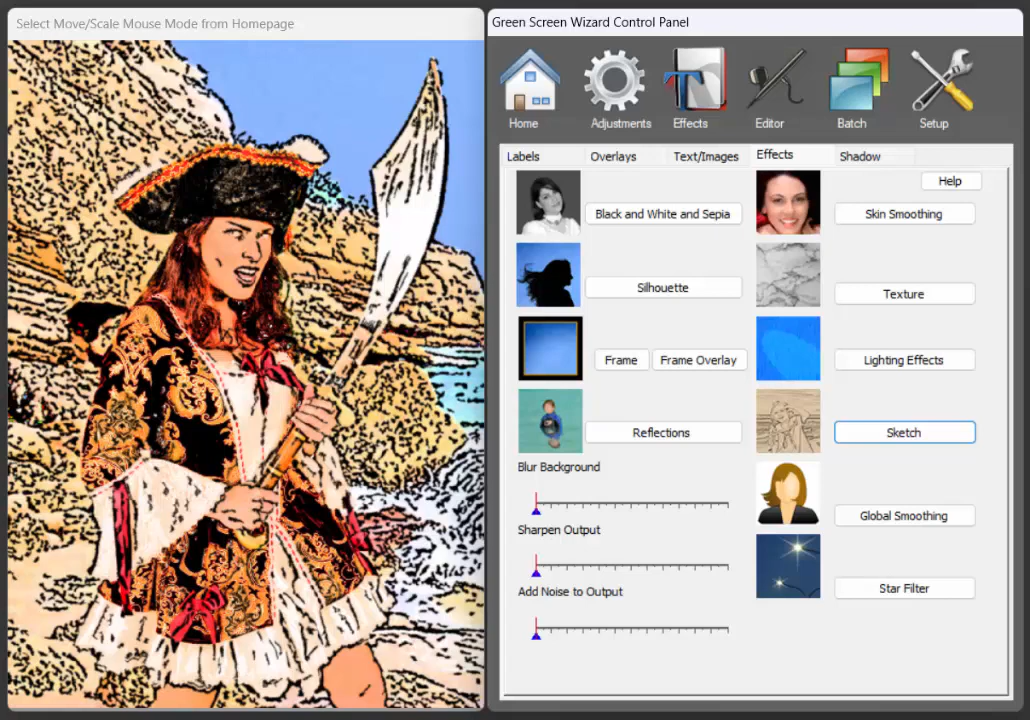 Select Move/Scale Mouse Mode from Homepage
Green Screen Wizard Control Panel
Home Adjustments Effects Editor Batch Setup
Labels Overlays Text/Images Effects Shadow
Help
Black and White and Sepia Skin Smoothing
Silhouette Texture
Frame Frame Overlay Lighting Effects
Reflections Sketch
Blur Background
Global Smoothing
Sharpen Output
Star Filter
Add Noise to Output